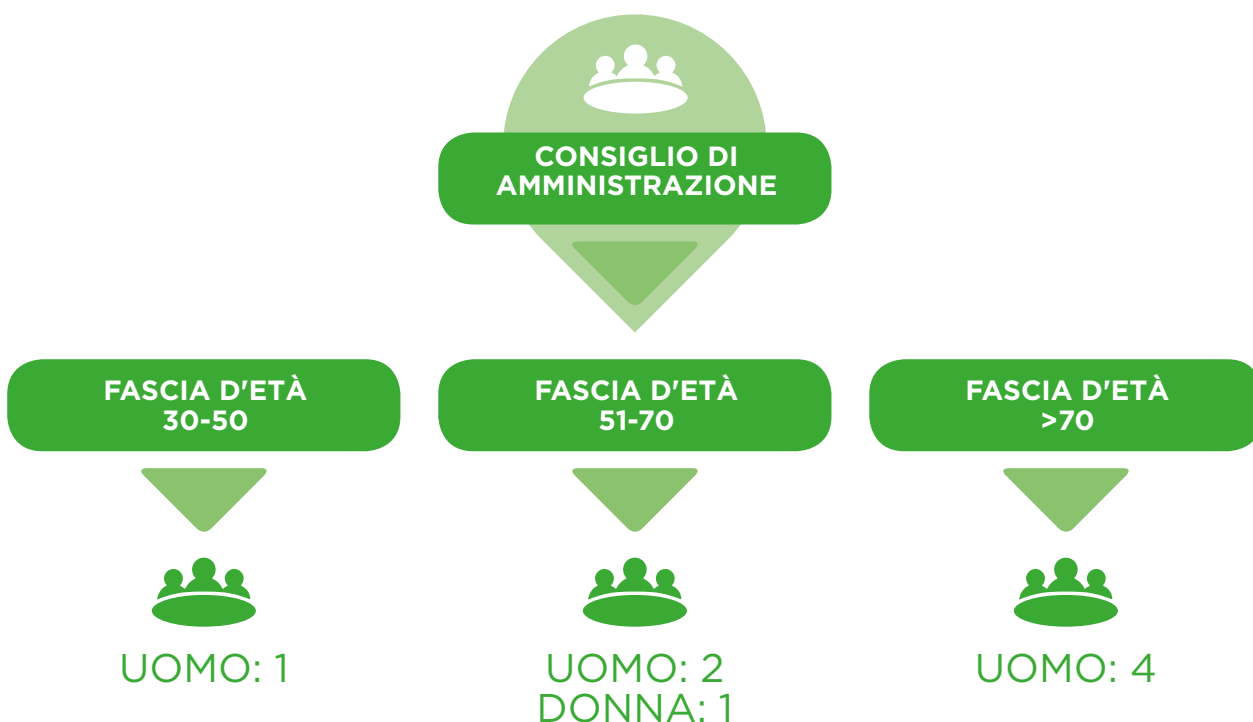 CONSIGLIO DI
AMMINISTRAZIONE
FASCIA D'ETÀ
30-50
FASCIA D'ETÀ
51-70
FASCIA D'ETÀ
>70
UOMO: 1
UOMO: 2
DONNA: 1
UOMO: 4